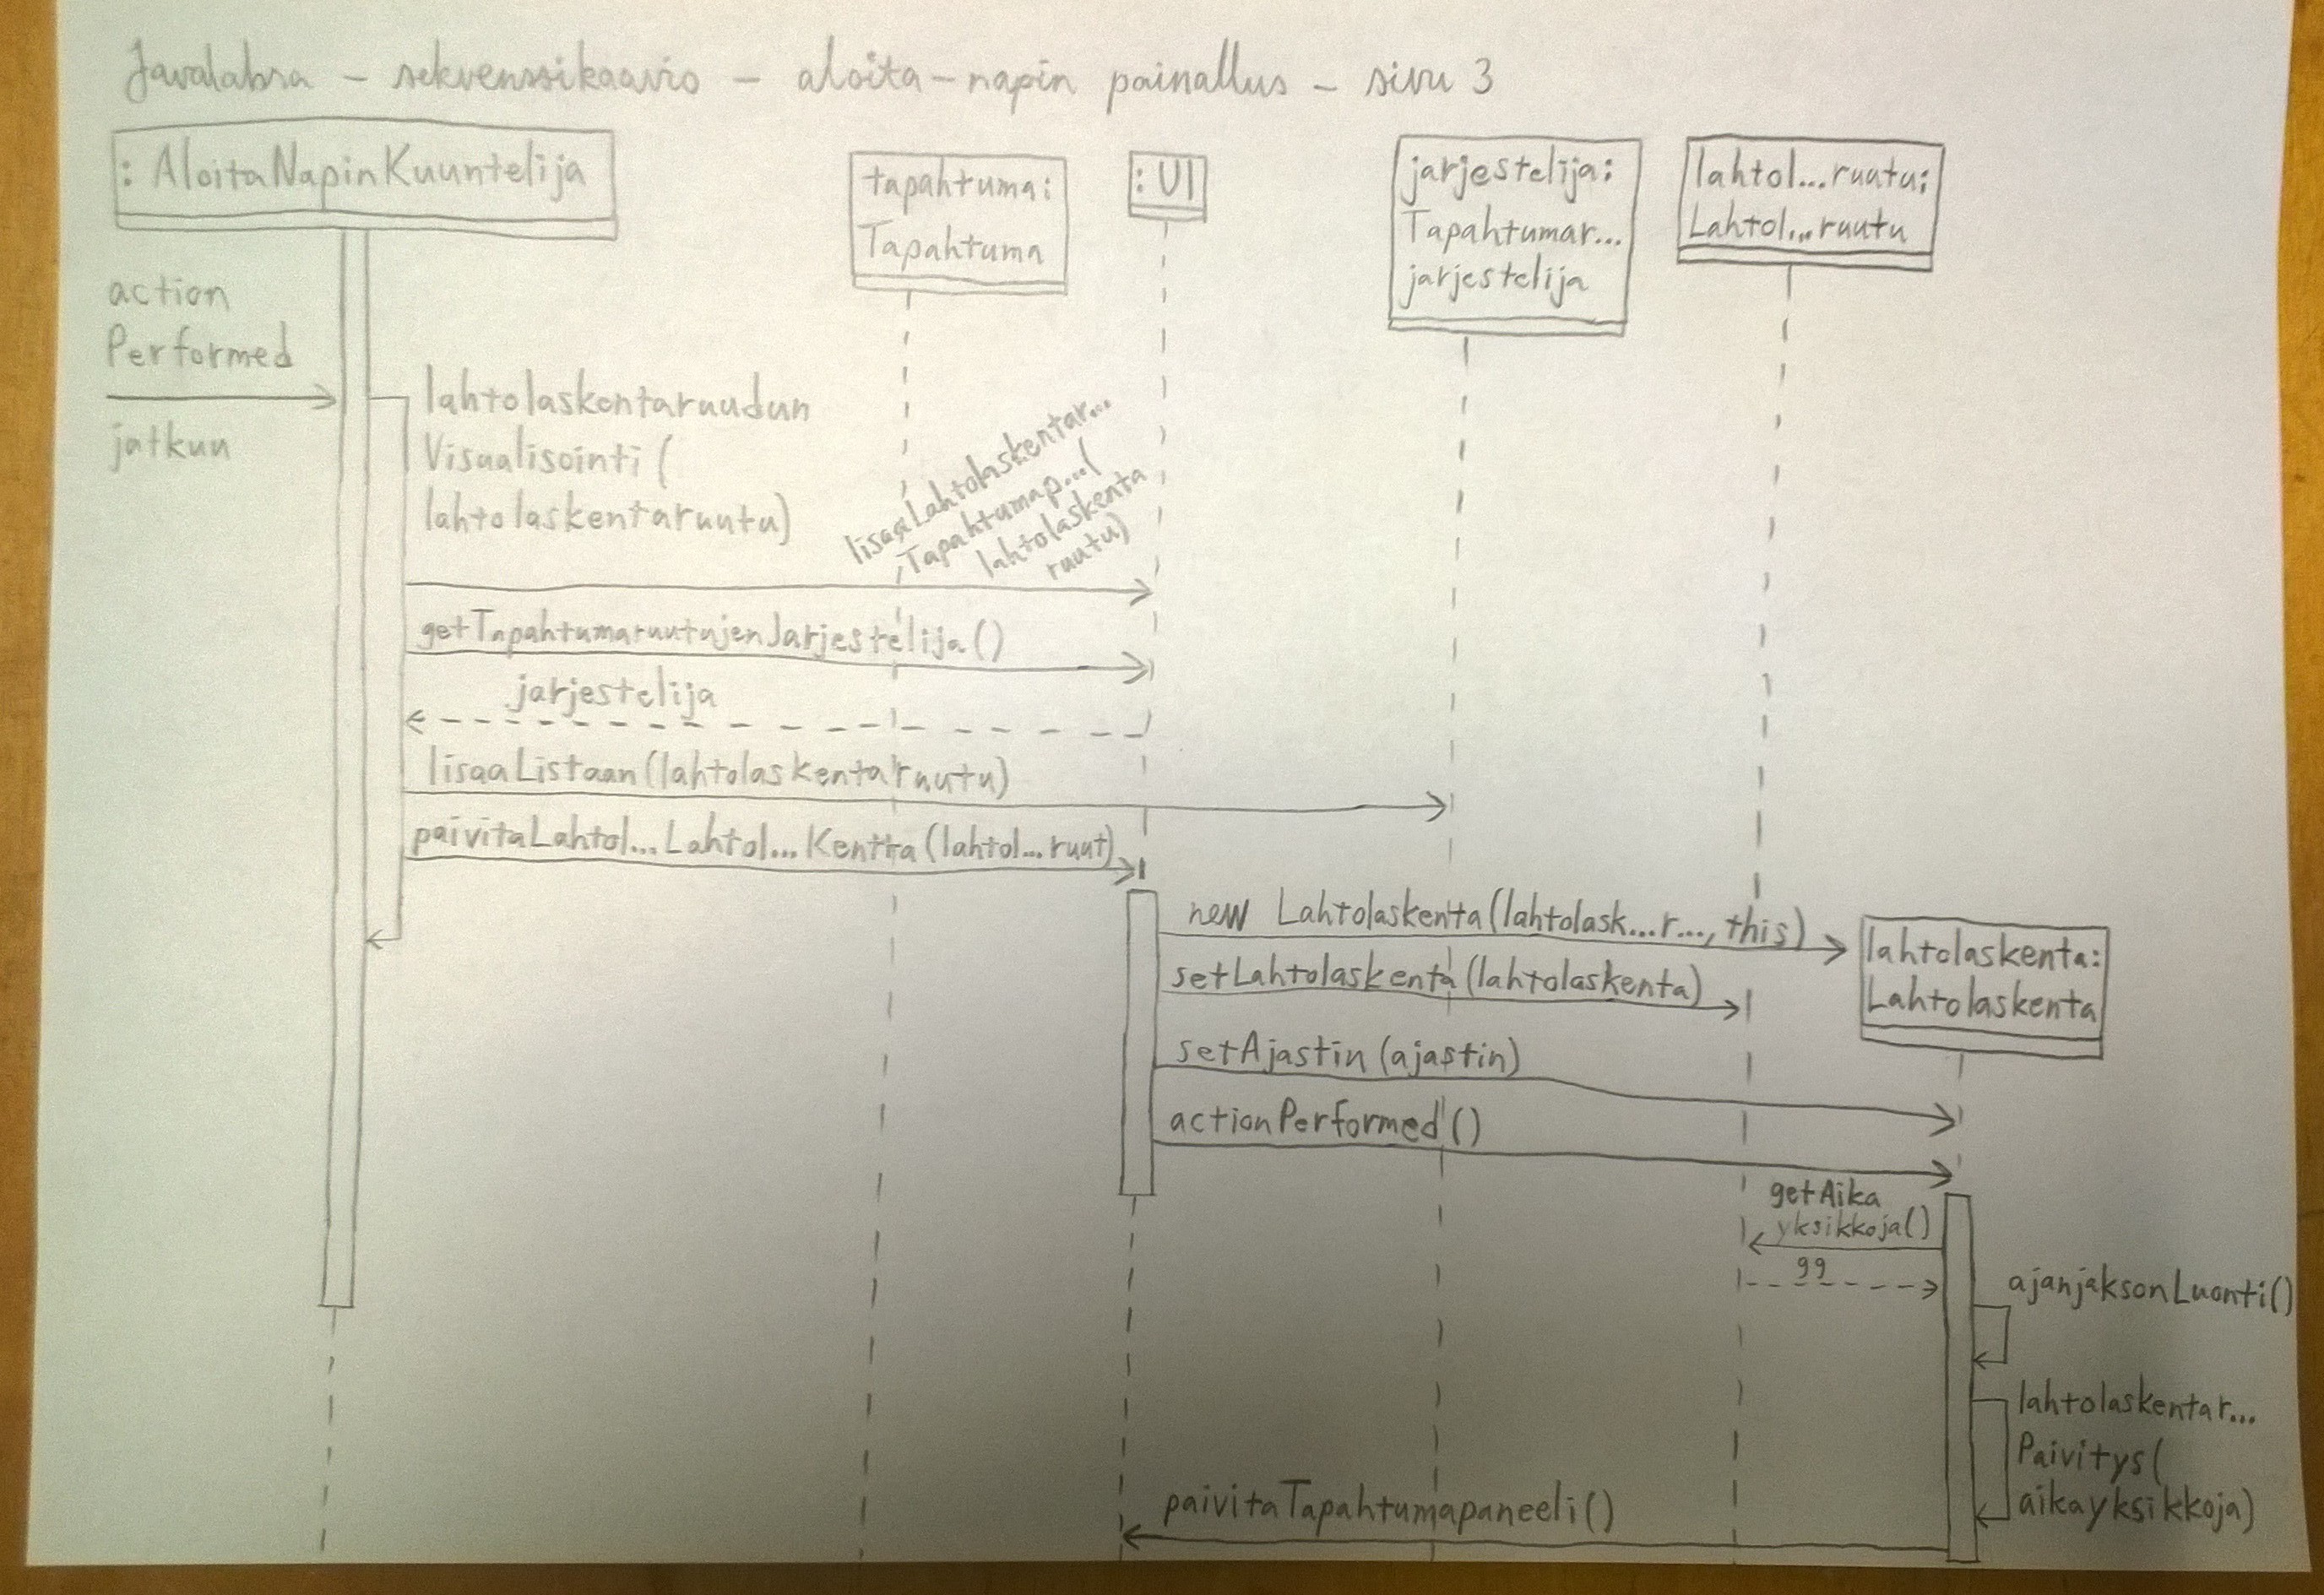 Javalabra - sekvenssikaavio - aloita-napin painallus - sivu 3
: AloitaNapinKuuntelija
tapahtuma:
Tapahtuma
: UI
jarjestelija:
Tapahtumar...
jarjestelija
lahtol...ruutu:
Lahtol...ruutu
action
Performed
jatkuu
lahtolaskentaruudun
Visualisointi(
lahtolaskentaruutu)
lisaaLahtolaskentar...
Tapahtumap...(
lahtolaskenta
ruutu)
getTapahtumaruutujenJarjestelija()
jarjestelija
lisaaListaan(lahtolaskentaruutu)
paivitaLahtol...Lahtol...Kentta(lahtol...ruut)
new Lahtolaskenta(lahtolask...r..., this)
lahtolaskenta:
Lahtolaskenta
setLahtolaskenta(lahtolaskenta)
setAjastin(ajastin)
actionPerformed()
getAika
yksikkoja()
99
ajanjaksonLuonti()
lahtolaskentar...
Paivitys(
aikayksikkoja)
paivitaTapahtumapaneeli()